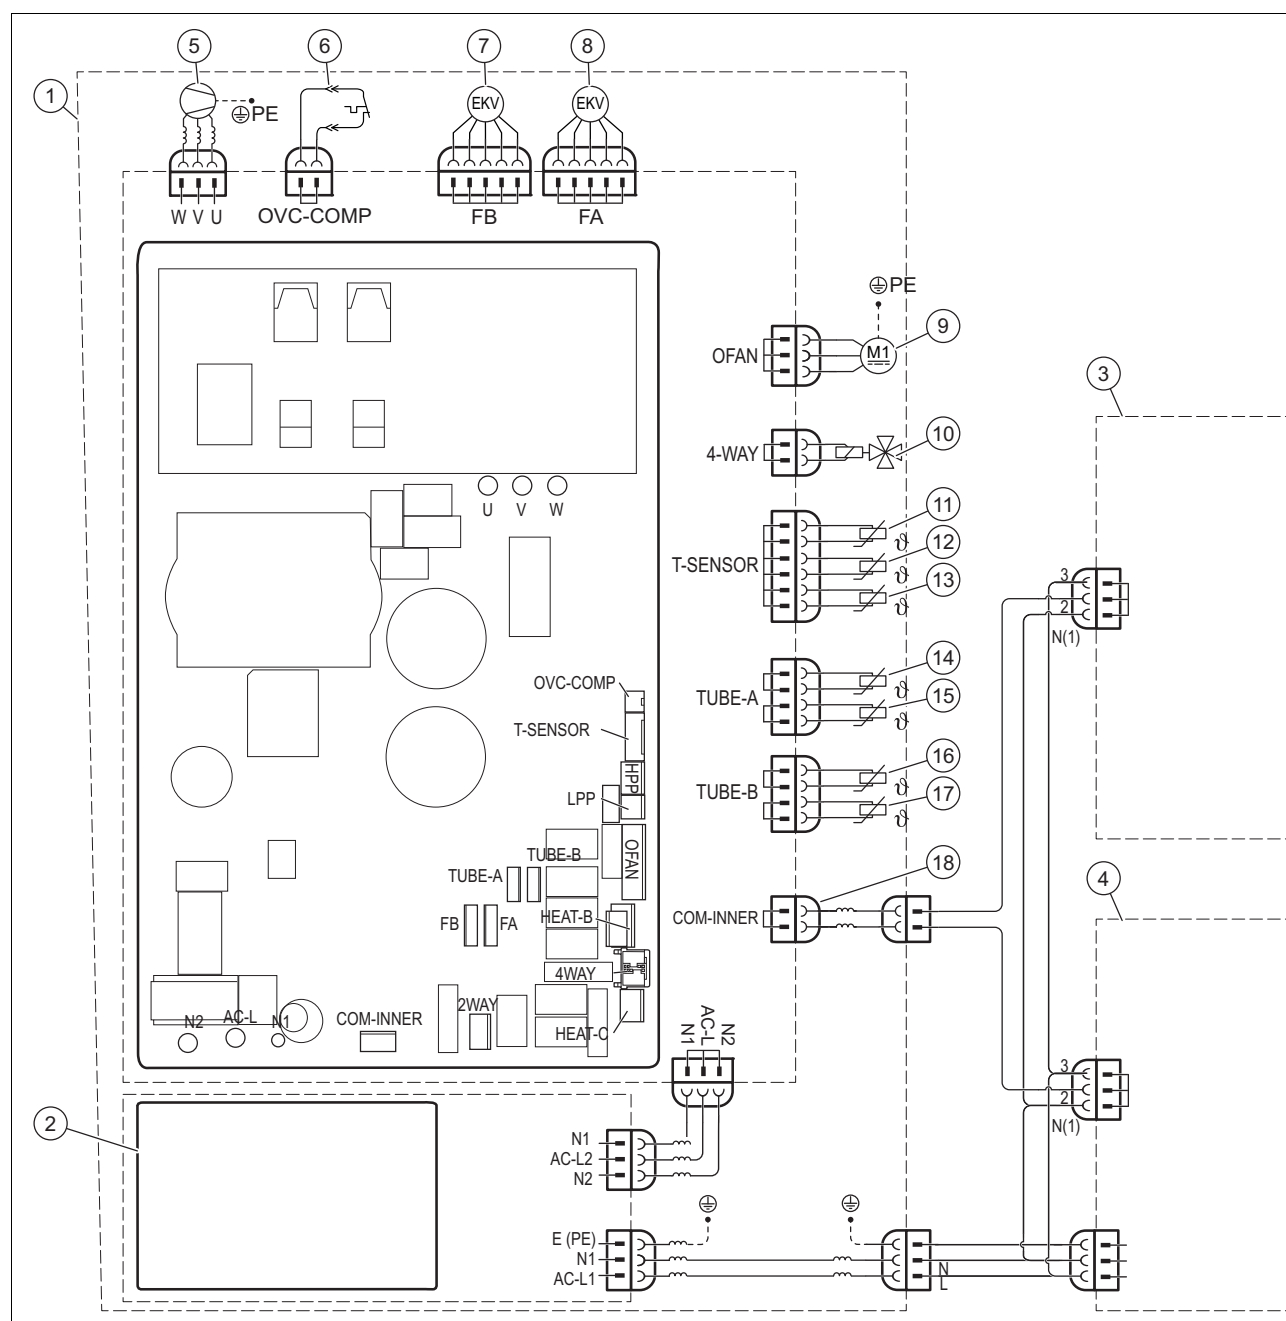 5
6
7
8
1
EKV
EKV
PE
W V U
OVC-COMP
FB
FA
PE
9
OFAN
M1
3
10
4-WAY
U V W
11
12
T-SENSOR
ϑ
ϑ
13
ϑ
3
2
N(1)
14
OVC-COMP
TUBE-A
ϑ
15
T-SENSOR
ϑ
16
HPP
TUBE-B
ϑ
LPP
17
ϑ
OFAN
TUBE-B
TUBE-A
18
4
HEAT-B
COM-INNER
FB
FA
4WAY
2WAY
N2
AC-L
N1
COM-INNER
HEAT-C
N1
AC-L
N2
3
2
N(1)
2
N1
AC-L2
N2
E (PE)
N1
AC-L1
N
L